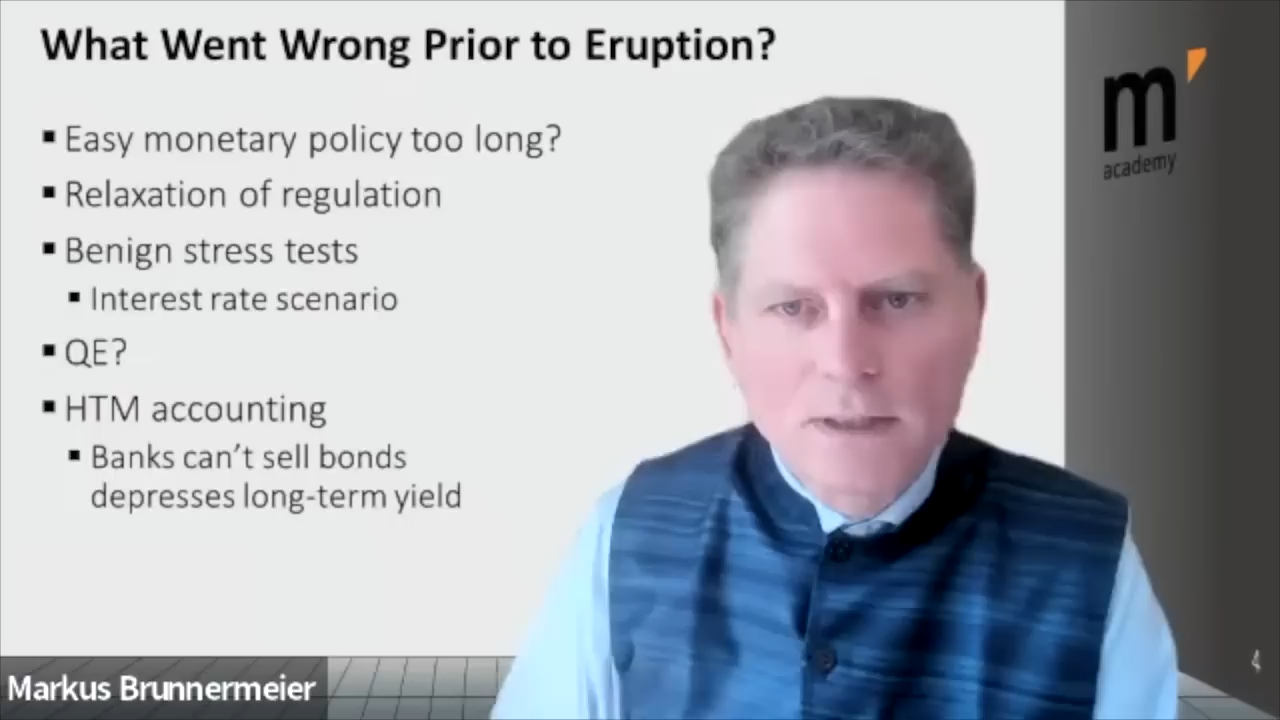 What Went Wrong Prior to Eruption?
▪ Easy monetary policy too long?
▪ Relaxation of regulation
▪ Benign stress tests
▪ Interest rate scenario
▪ QE?
▪ HTM accounting
▪ Banks can't sell bonds
depresses long-term yield
m
academy
4
Markus Brunnermeier